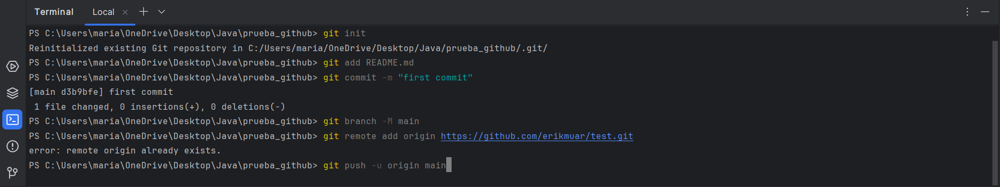 Terminal
Local
PS C:\Users\maria\OneDrive\Desktop\Java\prueba_github> git init
Reinitialized existing Git repository in C:/Users/maria/OneDrive/Desktop/Java/prueba_github/.git/
PS C:\Users\maria\OneDrive\Desktop\Java\prueba_github> git add README.md
PS C:\Users\maria\OneDrive\Desktop\Java\prueba_github> git commit -m "first commit"
[main d3b9bfe] first commit
 1 file changed, 0 insertions(+), 0 deletions(-)
PS C:\Users\maria\OneDrive\Desktop\Java\prueba_github> git branch -M main
PS C:\Users\maria\OneDrive\Desktop\Java\prueba_github> git remote add origin https://github.com/erikmuar/test.git
error: remote origin already exists.
PS C:\Users\maria\OneDrive\Desktop\Java\prueba_github> git push -u origin main